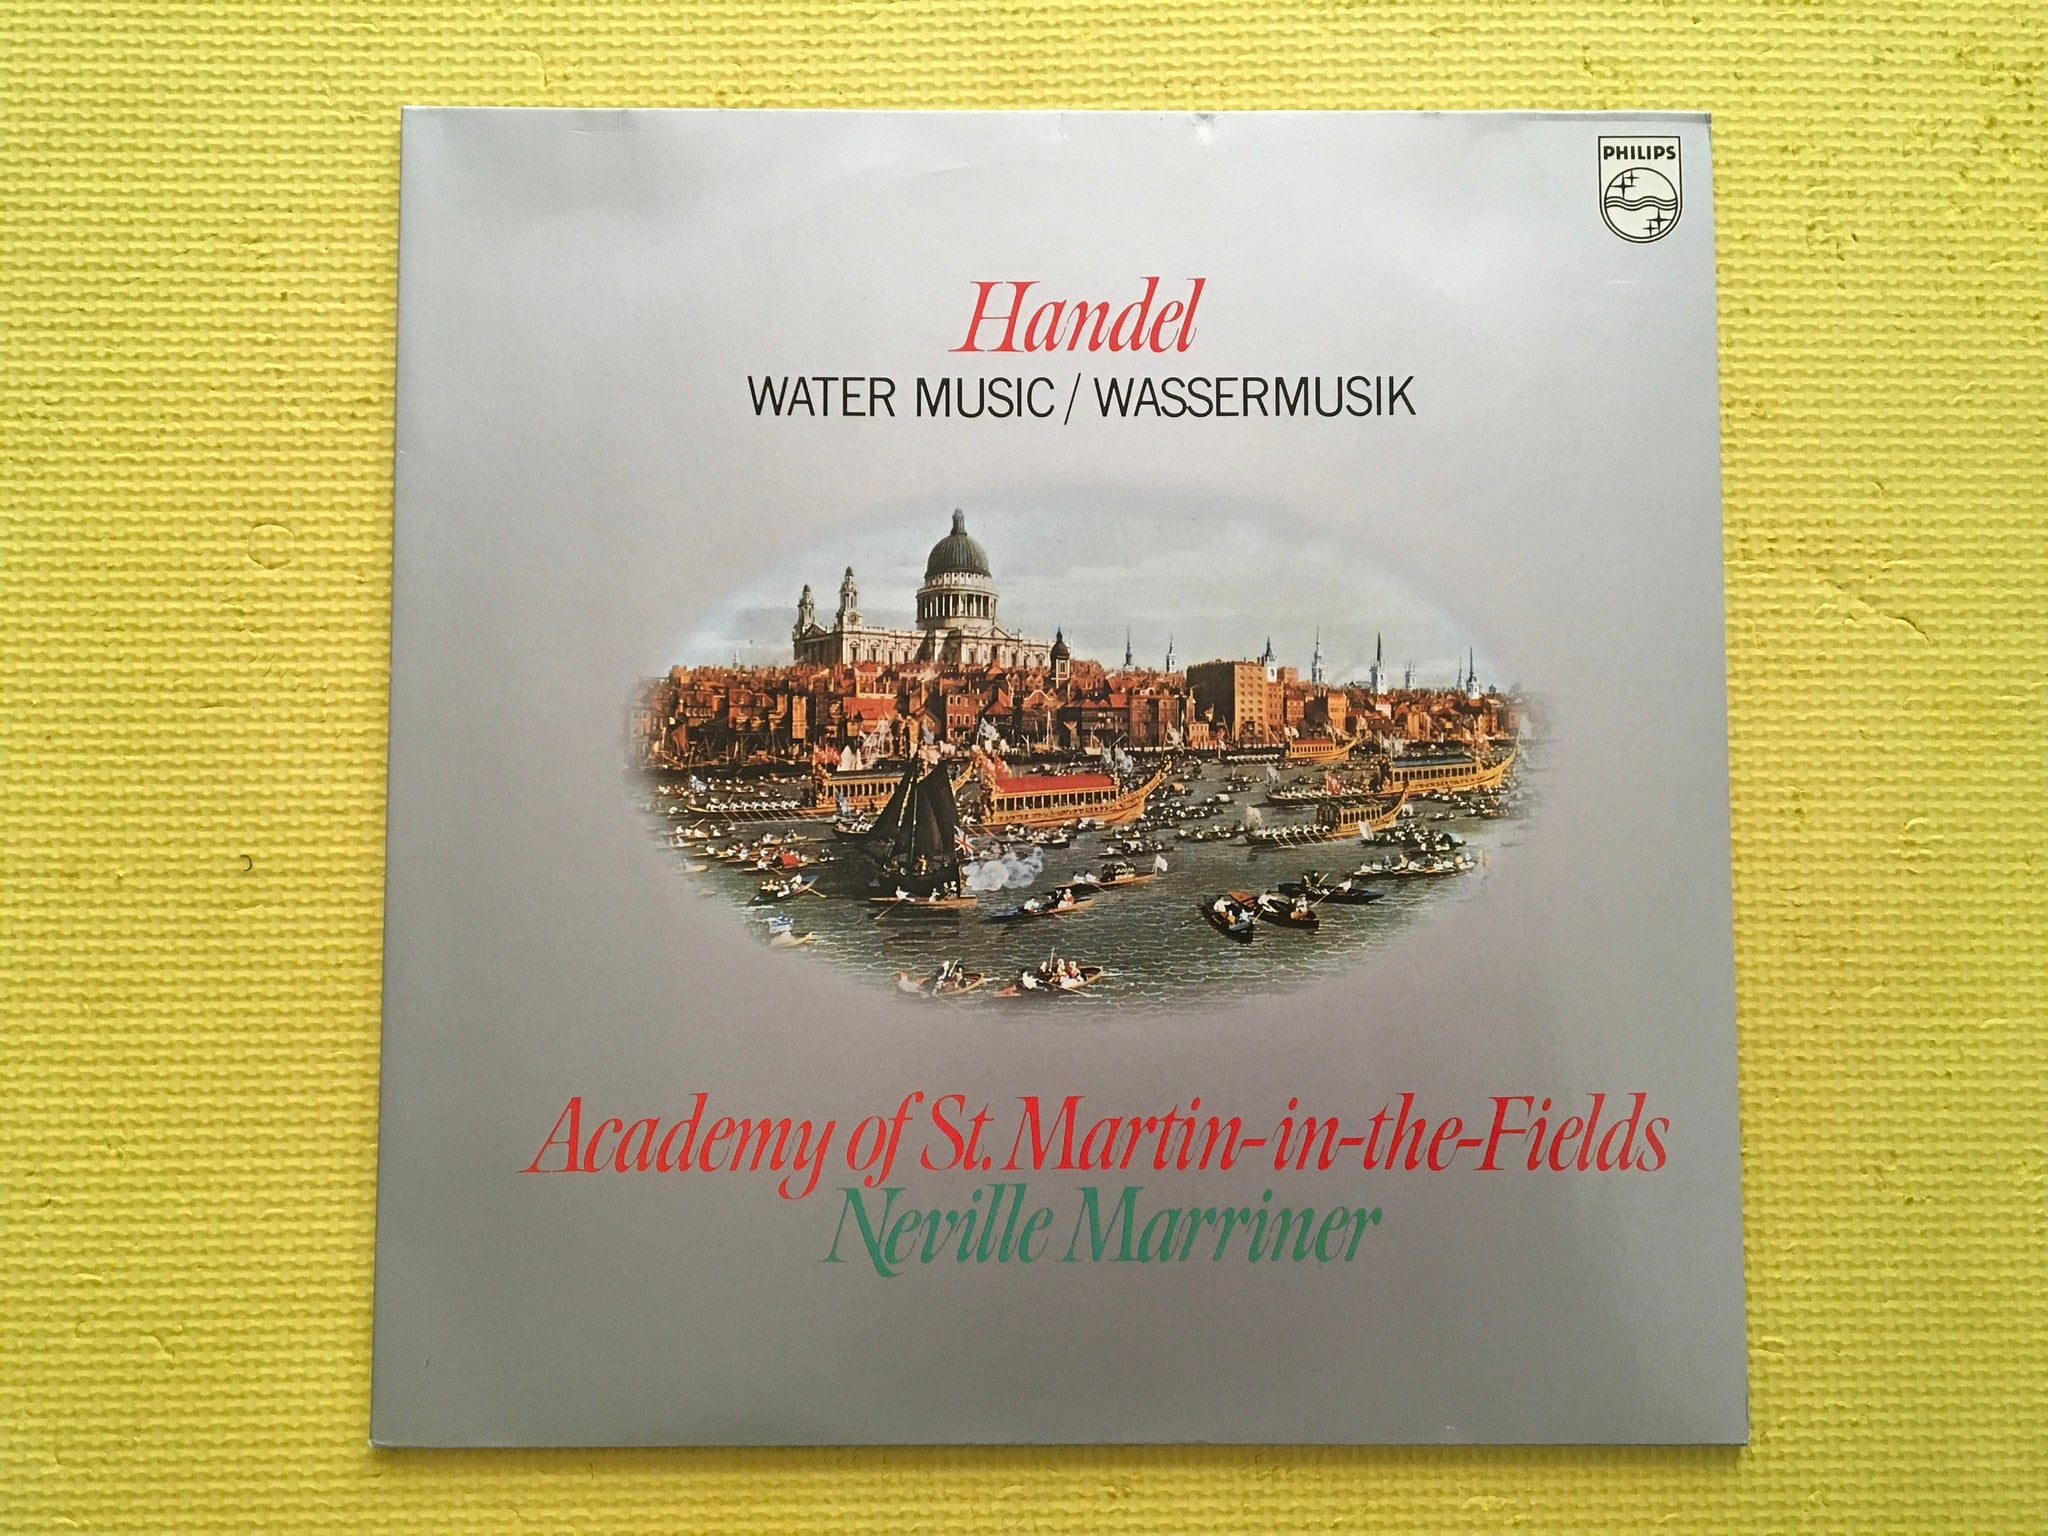 PHILIPS
Handel
WATER MUSIC / WASSERMUSIK
Academy of St. Martin-in-the-Fields
Neville Marriner